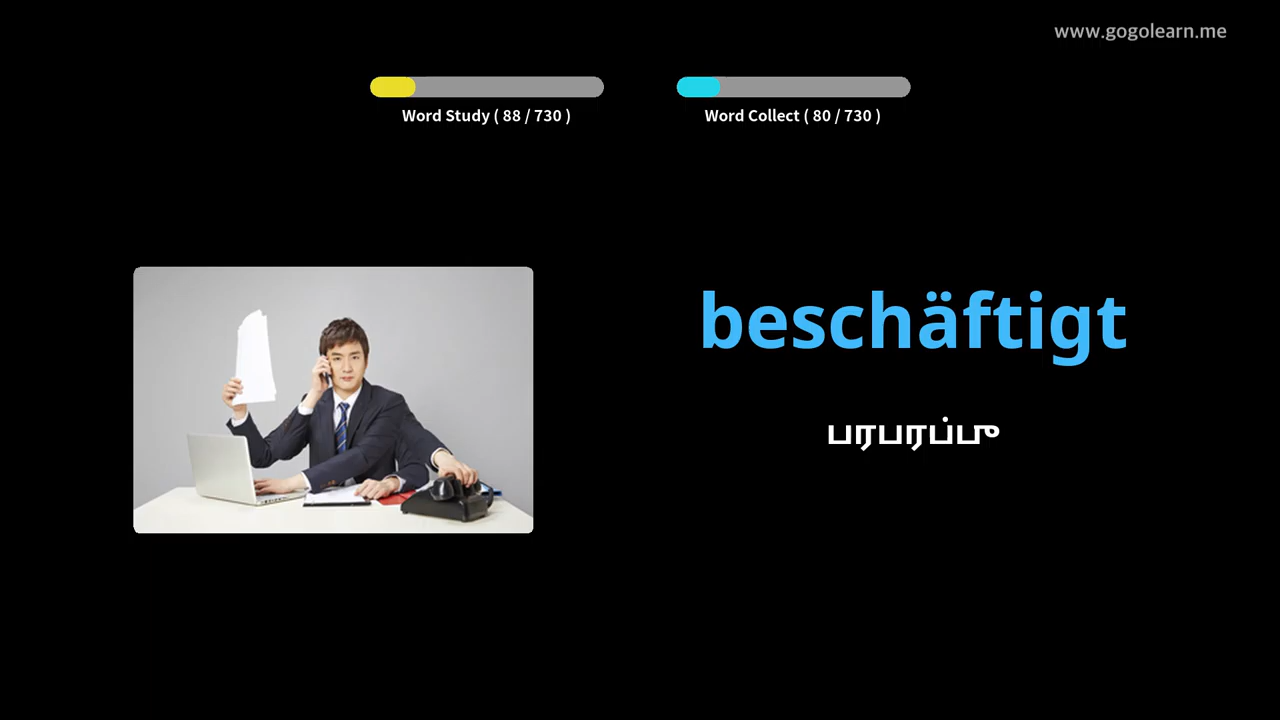 www.gogolearn.me
Word Study ( 88 / 730 )
Word Collect ( 80 / 730 )
beschäftigt
பரபரப்பு